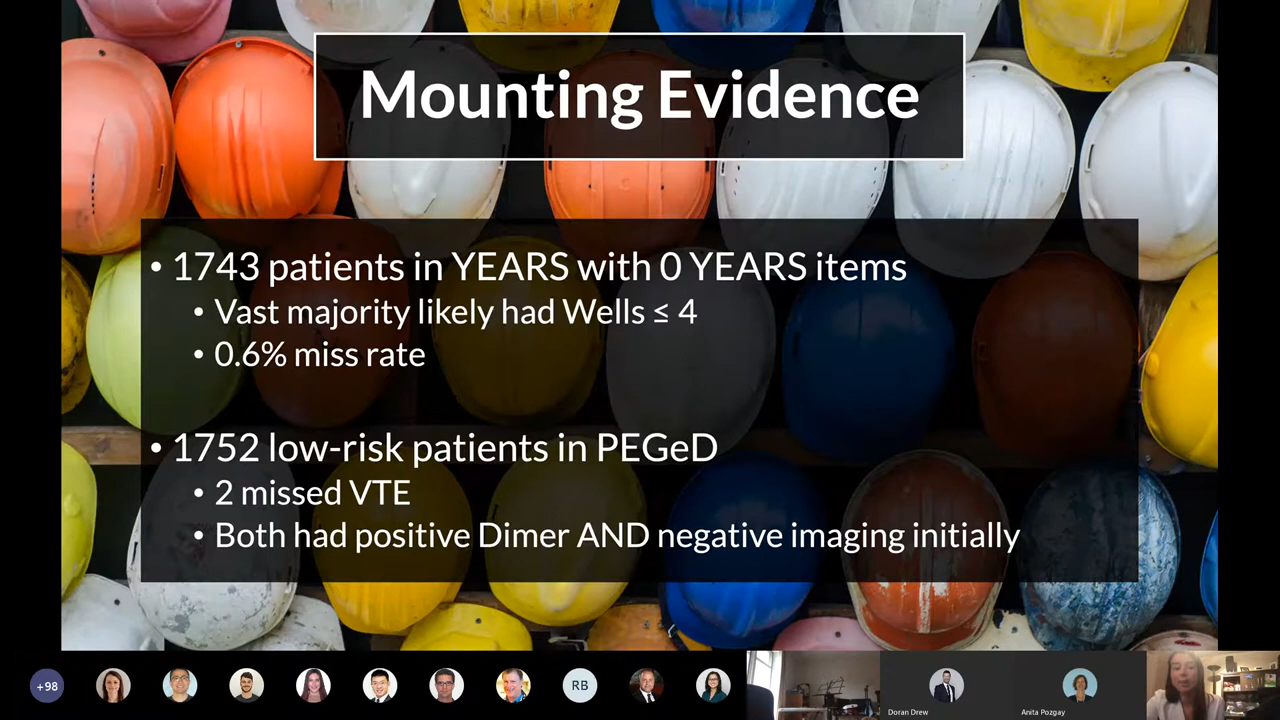 Mounting Evidence
• 1743 patients in YEARS with 0 YEARS items
• Vast majority likely had Wells ≤ 4
• 0.6% miss rate
• 1752 low-risk patients in PEGeD
• 2 missed VTE
• Both had positive Dimer AND negative imaging initially
+98
RB
Doran Drew
Anita Pozgay